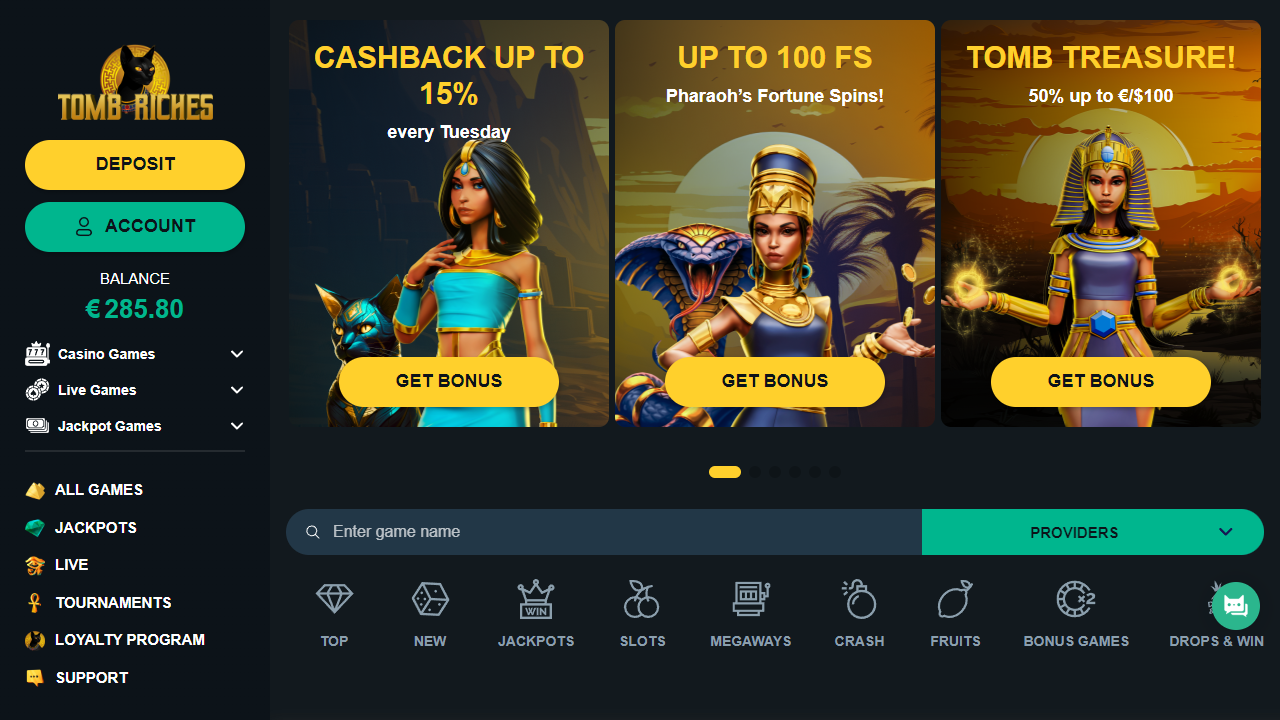 TOMB RICHES
DEPOSIT
ACCOUNT
BALANCE
€ 285.80
Casino Games
Live Games
Jackpot Games
ALL GAMES
JACKPOTS
LIVE
TOURNAMENTS
LOYALTY PROGRAM
SUPPORT
CASHBACK UP TO
15%
every Tuesday
GET BONUS
UP TO 100 FS
Pharaoh’s Fortune Spins!
GET BONUS
TOMB TREASURE!
50% up to €/$100
GET BONUS
Enter game name
PROVIDERS
TOP
NEW
WIN
JACKPOTS
SLOTS
MEGAWAYS
CRASH
FRUITS
X2
BONUS GAMES
DROPS & WIN